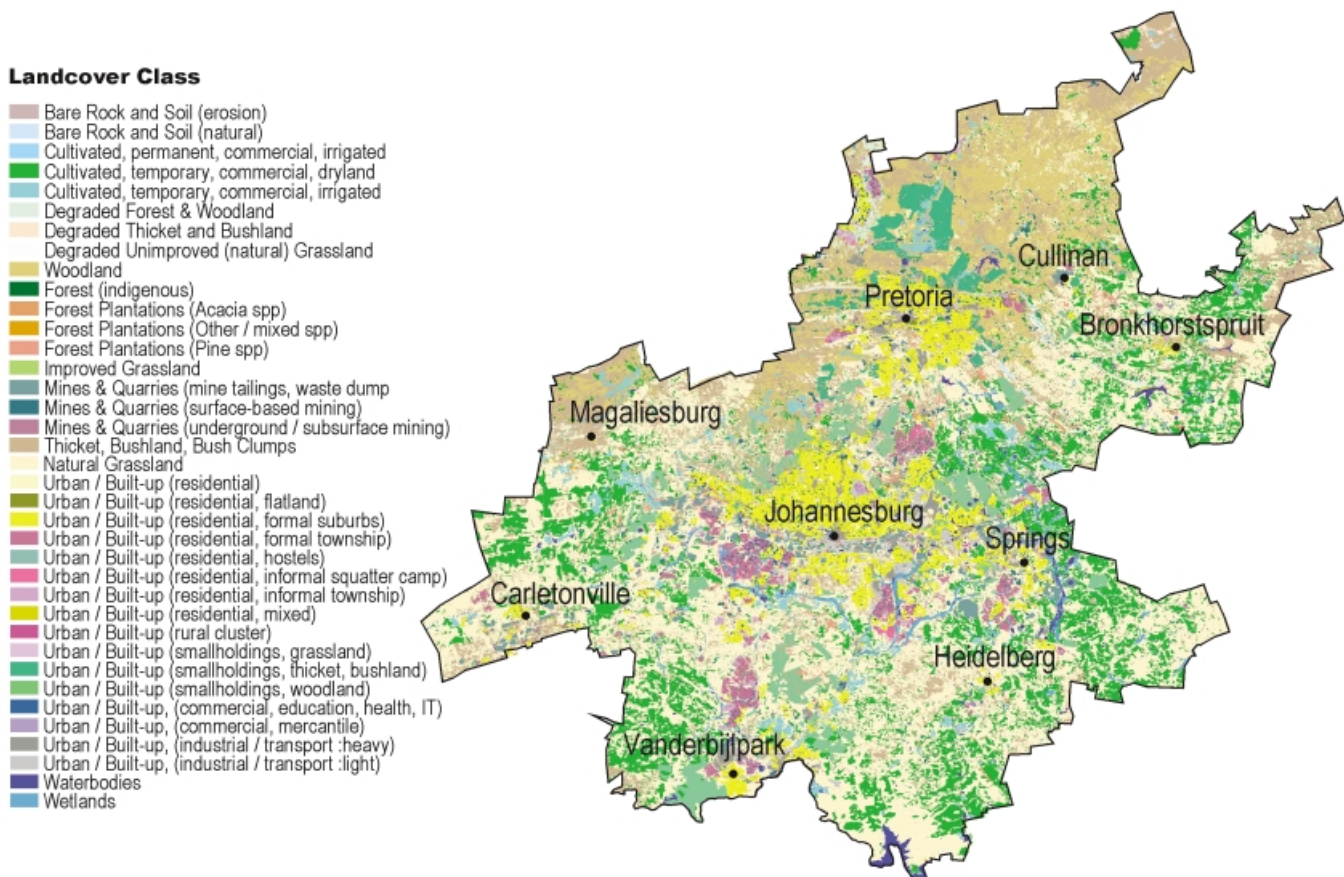 Landcover Class
Bare Rock and Soil (erosion)
Bare Rock and Soil (natural)
Cultivated, permanent, commercial, irrigated
Cultivated, temporary, commercial, dryland
Cultivated, temporary, commercial, irrigated
Degraded Forest & Woodland
Degraded Thicket and Bushland
Degraded Unimproved (natural) Grassland
Woodland
Forest (indigenous)
Forest Plantations (Acacia spp)
Forest Plantations (Other / mixed spp)
Forest Plantations (Pine spp)
Improved Grassland
Mines & Quarries (mine tailings, waste dump
Mines & Quarries (surface-based mining)
Mines & Quarries (underground / subsurface mining)
Thicket, Bushland, Bush Clumps
Natural Grassland
Urban / Built-up (residential)
Urban / Built-up (residential, flatland)
Urban / Built-up (residential, formal suburbs)
Urban / Built-up (residential, formal township)
Urban / Built-up (residential, hostels)
Urban / Built-up (residential, informal squatter camp)
Urban / Built-up (residential, informal township)
Urban / Built-up (residential, mixed)
Urban / Built-up (rural cluster)
Urban / Built-up (smallholdings, grassland)
Urban / Built-up (smallholdings, thicket, bushland)
Urban / Built-up (smallholdings, woodland)
Urban / Built-up, (commercial, education, health, IT)
Urban / Built-up, (commercial, mercantile)
Urban / Built-up, (industrial / transport :heavy)
Urban / Built-up, (industrial / transport :light)
Waterbodies
Wetlands
Cullinan
Pretoria
Bronkhorstspruit
Magaliesburg
Johannesburg
Springs
Carletonville
Heidelberg
Vanderbijlpark